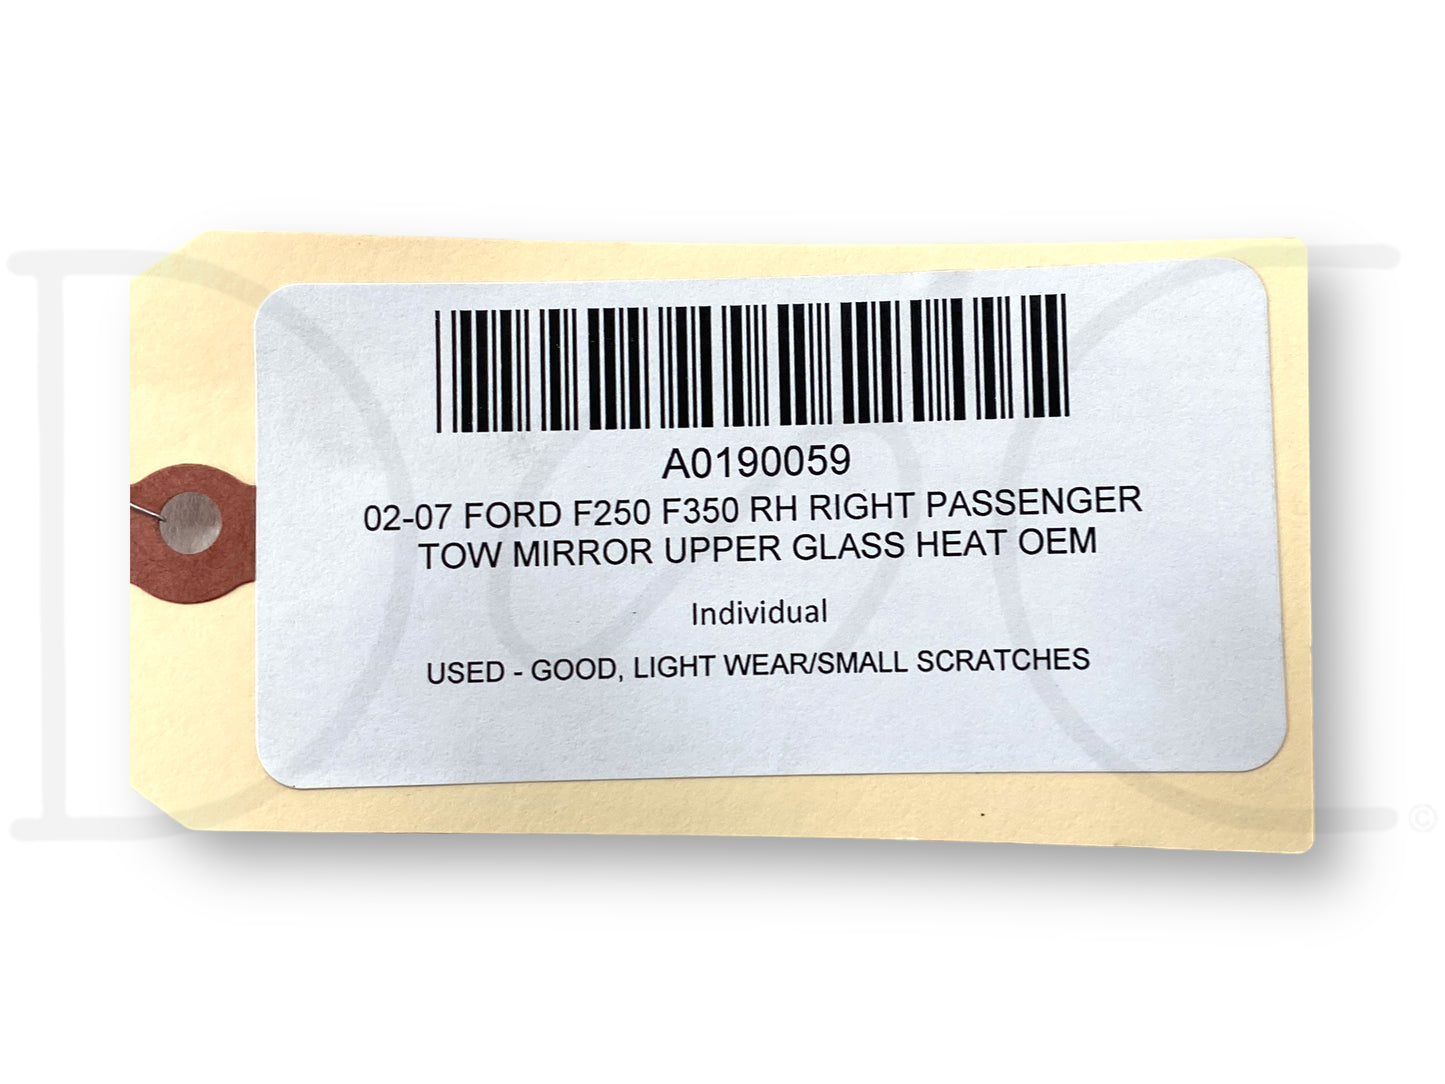 A0190059
02-07 FORD F250 F350 RH RIGHT PASSENGER
TOW MIRROR UPPER GLASS HEAT OEM
Individual
USED - GOOD, LIGHT WEAR/SMALL SCRATCHES
©